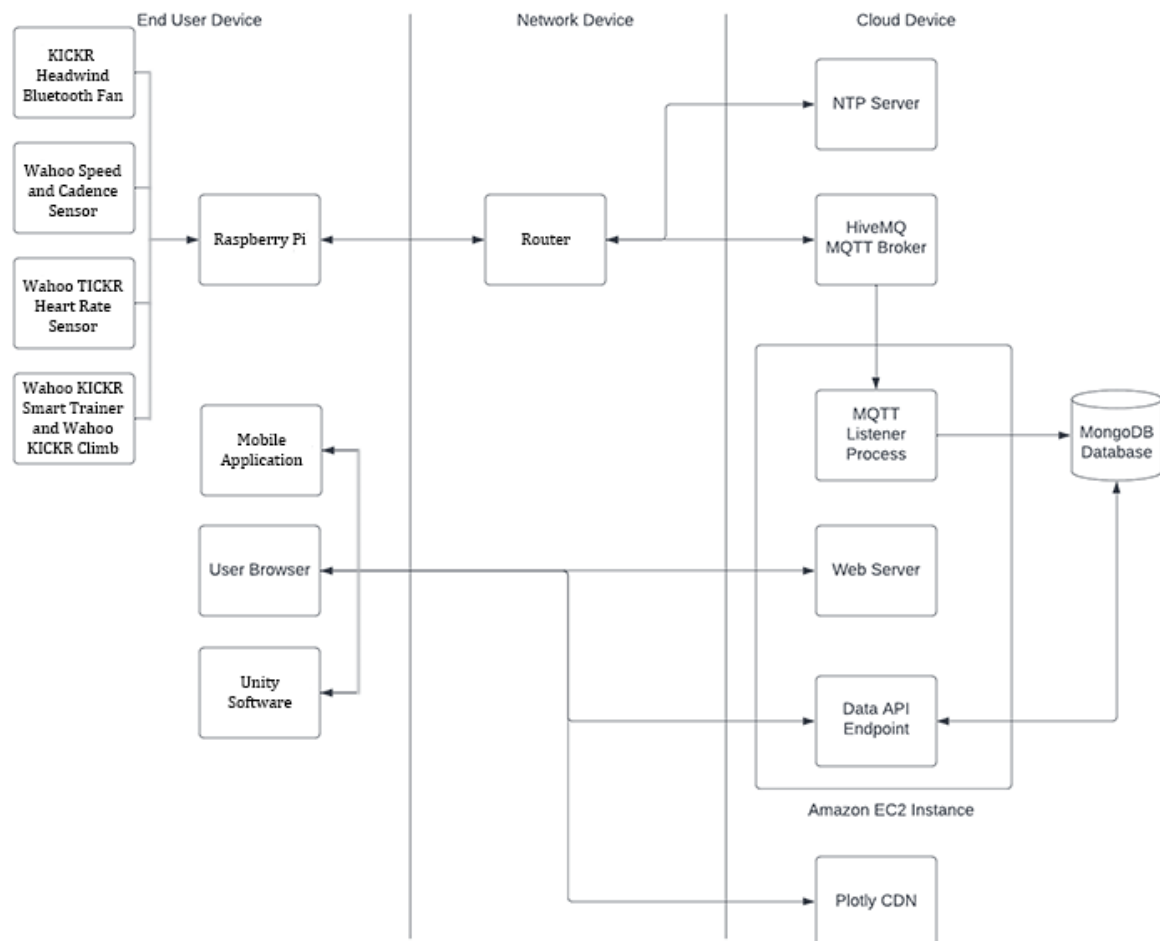 End User Device
Network Device
Cloud Device
KICKR
Headwind
Bluetooth Fan
Wahoo Speed
and Cadence
Sensor
Wahoo TICKR
Heart Rate
Sensor
Wahoo KICKR
Smart Trainer
and Wahoo
KICKR Climb
Raspberry Pi
Router
NTP Server
HiveMQ
MQTT Broker
MQTT
Listener
Process
MongoDB
Database
Mobile
Application
User Browser
Unity
Software
Web Server
Data API
Endpoint
Amazon EC2 Instance
Plotly CDN